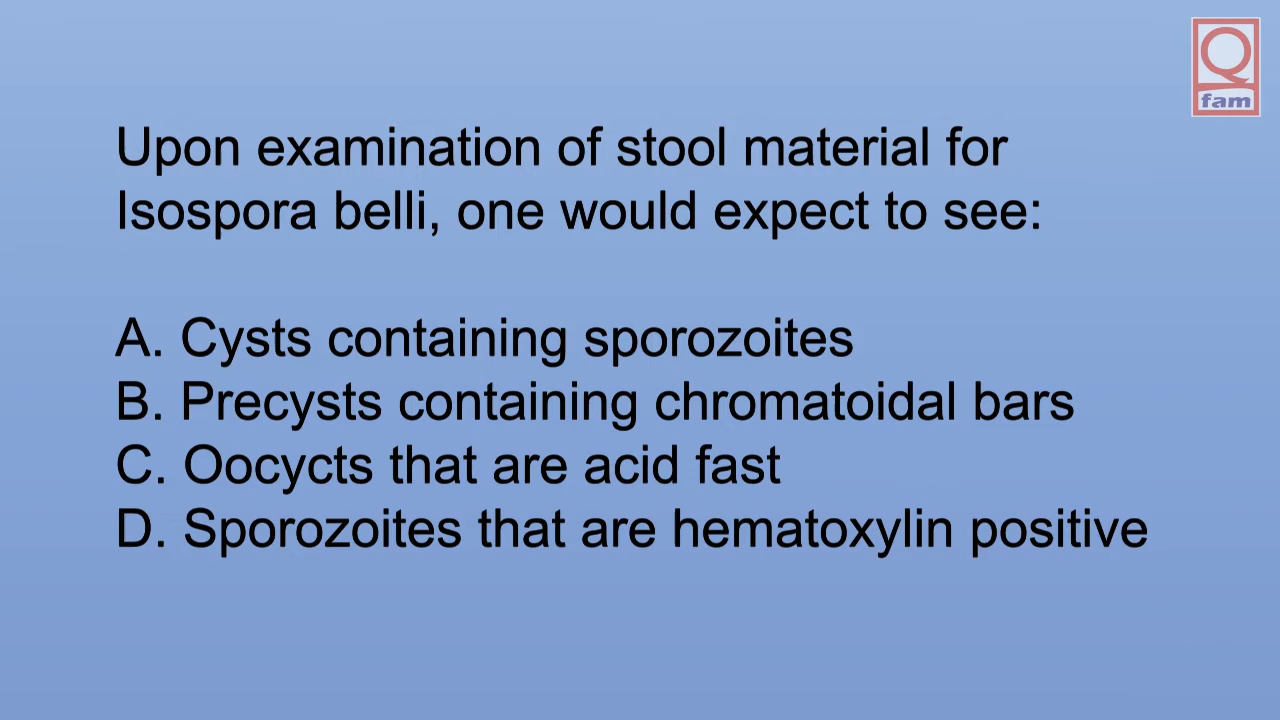 Q
fam
Upon examination of stool material for
Isospora belli, one would expect to see:
A. Cysts containing sporozoites
B. Precysts containing chromatoidal bars
C. Oocycts that are acid fast
D. Sporozoites that are hematoxylin positive